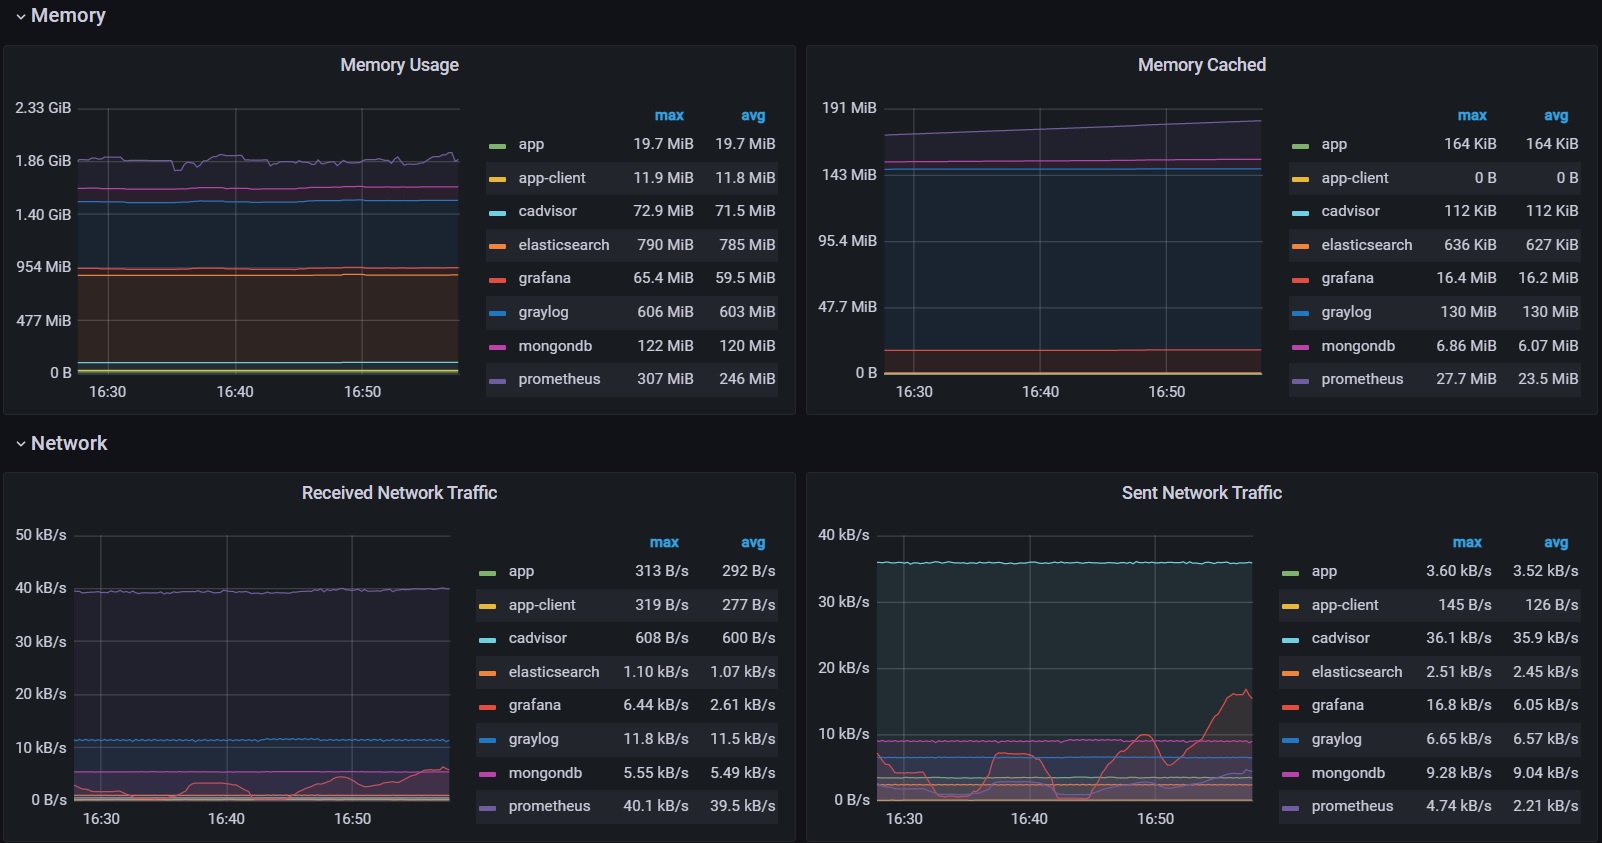 Memory
Memory Usage
2.33 GiB
1.86 GiB
1.40 GiB
954 MiB
477 MiB
0 B
16:30 16:40 16:50
max avg
app 19.7 MiB 19.7 MiB
app-client 11.9 MiB 11.8 MiB
cadvisor 72.9 MiB 71.5 MiB
elasticsearch 790 MiB 785 MiB
grafana 65.4 MiB 59.5 MiB
graylog 606 MiB 603 MiB
mongondb 122 MiB 120 MiB
prometheus 307 MiB 246 MiB
Memory Cached
191 MiB
143 MiB
95.4 MiB
47.7 MiB
0 B
16:30 16:40 16:50
max avg
app 164 KiB 164 KiB
app-client 0 B 0 B
cadvisor 112 KiB 112 KiB
elasticsearch 636 KiB 627 KiB
grafana 16.4 MiB 16.2 MiB
graylog 130 MiB 130 MiB
mongondb 6.86 MiB 6.07 MiB
prometheus 27.7 MiB 23.5 MiB
Network
Received Network Traffic
50 kB/s
40 kB/s
30 kB/s
20 kB/s
10 kB/s
0 B/s
16:30 16:40 16:50
max avg
app 313 B/s 292 B/s
app-client 319 B/s 277 B/s
cadvisor 608 B/s 600 B/s
elasticsearch 1.10 kB/s 1.07 kB/s
grafana 6.44 kB/s 2.61 kB/s
graylog 11.8 kB/s 11.5 kB/s
mongondb 5.55 kB/s 5.49 kB/s
prometheus 40.1 kB/s 39.5 kB/s
Sent Network Traffic
40 kB/s
30 kB/s
20 kB/s
10 kB/s
0 B/s
16:30 16:40 16:50
max avg
app 3.60 kB/s 3.52 kB/s
app-client 145 B/s 126 B/s
cadvisor 36.1 kB/s 35.9 kB/s
elasticsearch 2.51 kB/s 2.45 kB/s
grafana 16.8 kB/s 6.05 kB/s
graylog 6.65 kB/s 6.57 kB/s
mongondb 9.28 kB/s 9.04 kB/s
prometheus 4.74 kB/s 2.21 kB/s